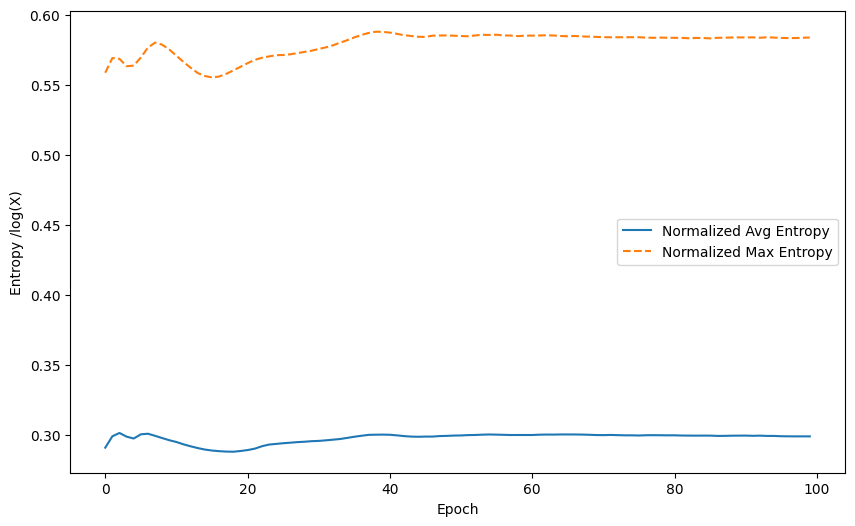 0.60
0.55
0.50
0.45
0.40
0.35
0.30
Entropy /log(X)
Normalized Avg Entropy
Normalized Max Entropy
0 20 40 60 80 100
Epoch